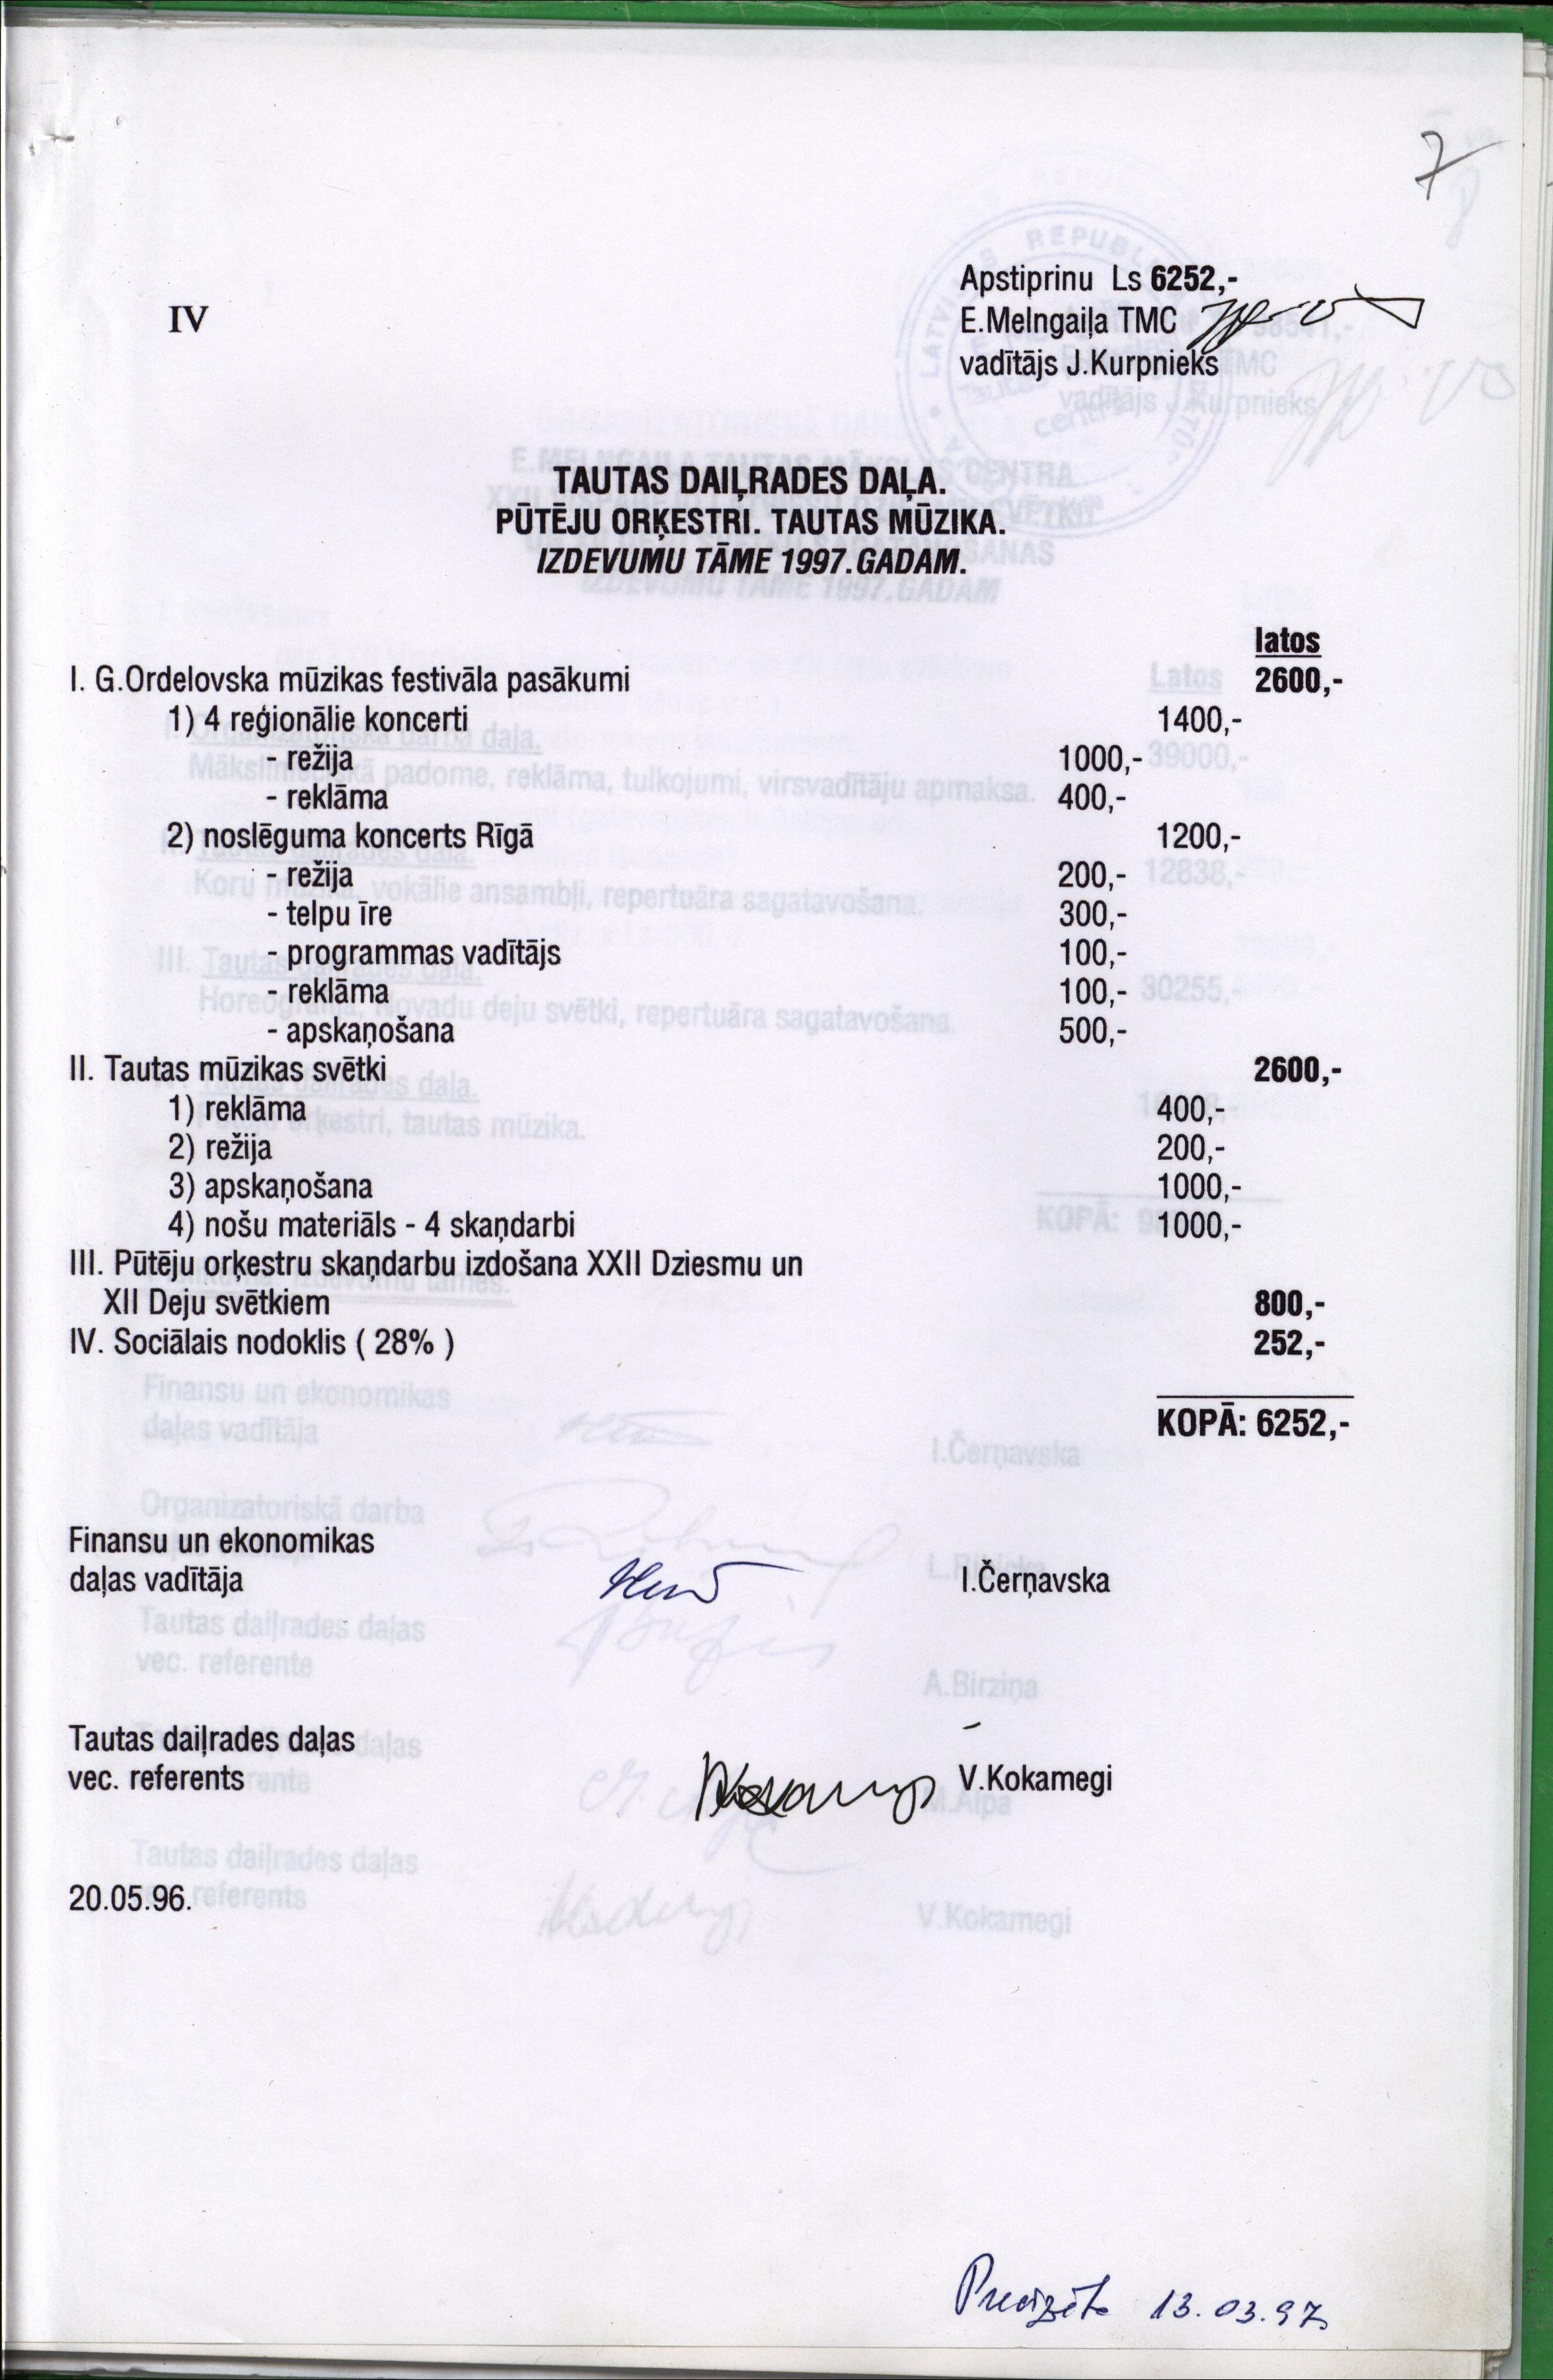 7
Apstiprinu Ls 6252,-
IV
E.Melngaiļa TMC
vadītājs J.Kurpnieks
TAUTAS DAIĻRADES DAĻA.
PŪTĒJU ORĶESTRI. TAUTAS MŪZIKA.
IZDEVUMU TĀME 1997.GADAM.
latos
I. G.Ordelovska mūzikas festivāla pasākumi 2600,-
1) 4 reģionālie koncerti 1400,-
- režija 1000,-
- reklāma 400,-
2) noslēguma koncerts Rīgā 1200,-
- režija 200,-
- telpu īre 300,-
- programmas vadītājs 100,-
- reklāma 100,-
- apskaņošana 500,-
II. Tautas mūzikas svētki 2600,-
1) reklāma 400,-
2) režija 200,-
3) apskaņošana 1000,-
4) nošu materiāls - 4 skaņdarbi 1000,-
III. Pūtēju orķestru skaņdarbu izdošana XXII Dziesmu un
XII Deju svētkiem 800,-
IV. Sociālais nodoklis ( 28% ) 252,-
KOPĀ: 6252,-
Finansu un ekonomikas
daļas vadītāja I.Čerņavska
Tautas daiļrades daļas
vec. referents V.Kokamegi
20.05.96.
Precizēts 13.03.97.